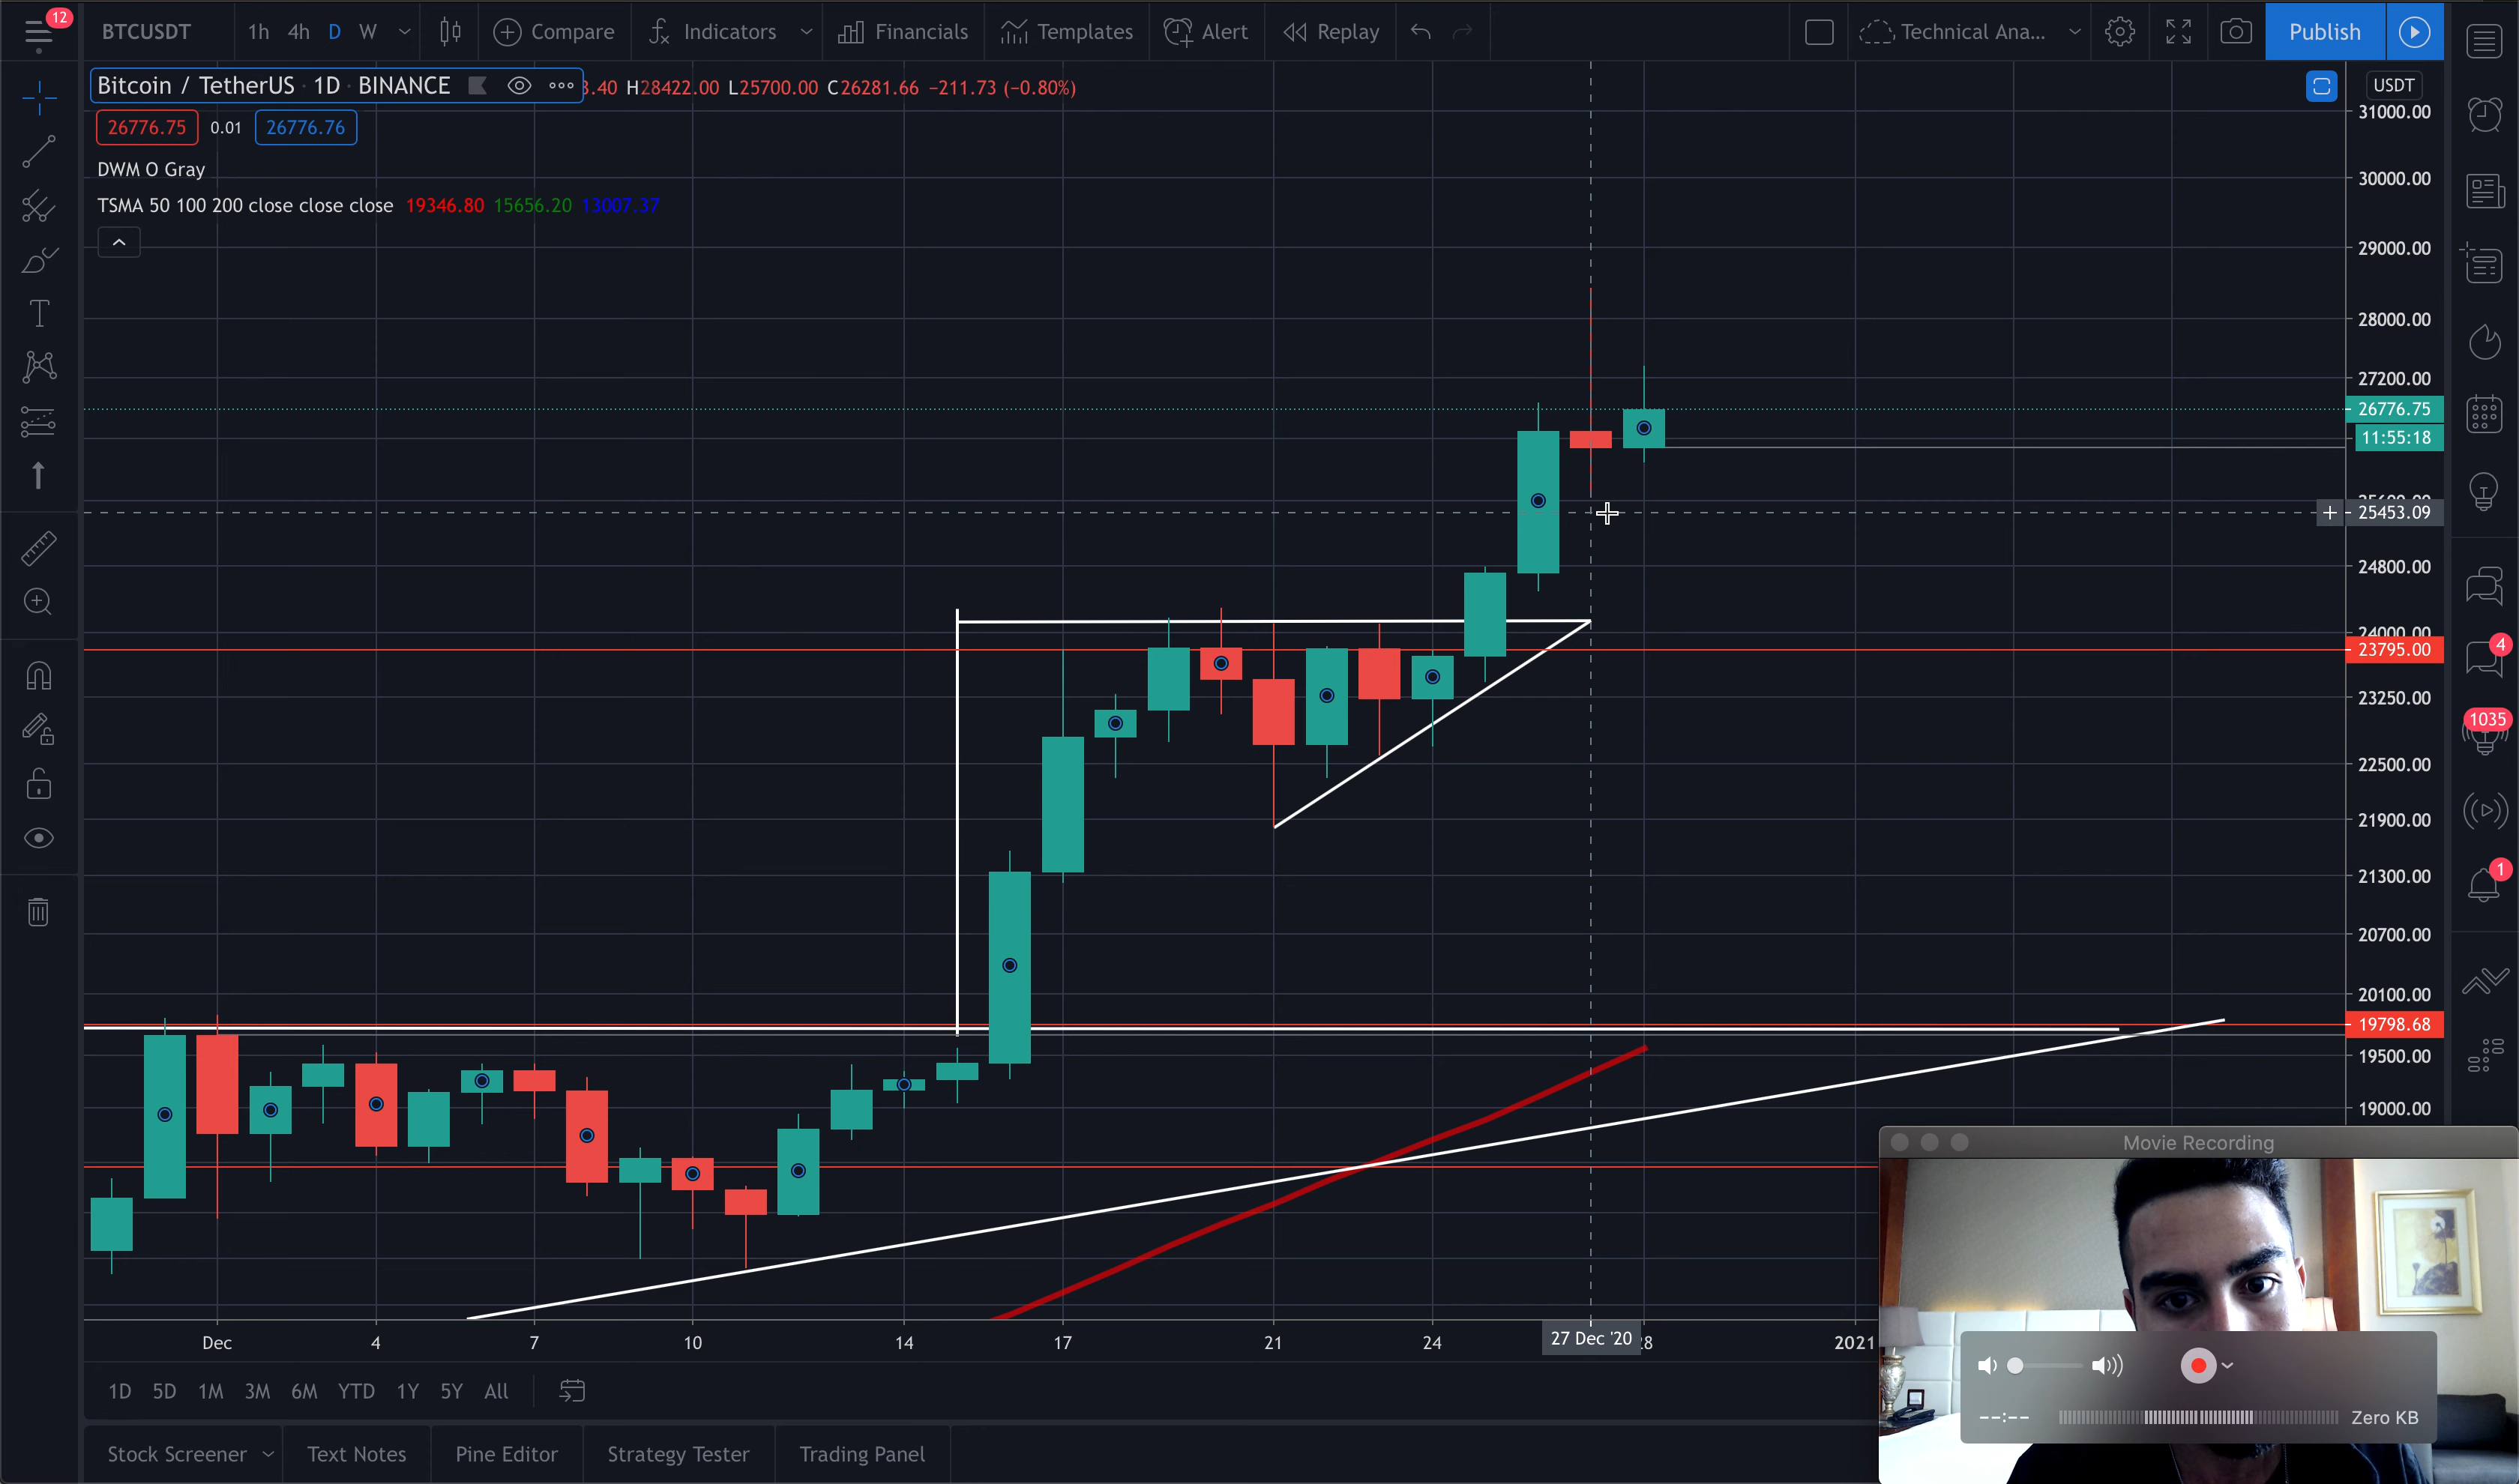 12
BTCUSDT 1h 4h D W Compare Indicators Financials Templates Alert Replay Technical Ana... Publish
Bitcoin / TetherUS · 1D · BINANCE 3.40 H28422.00 L25700.00 C26281.66 −211.73 (−0.80%)
USDT
26776.75 0.01 26776.76
DWM O Gray
TSMA 50 100 200 close close close 19346.80 15656.20 13007.37
31000.00
30000.00
29000.00
28000.00
27200.00
26776.75
11:55:18
25600.00
25453.09
24800.00
24000.00
23795.00
23250.00
22500.00
21900.00
21300.00
20700.00
20100.00
19798.68
19500.00
19000.00
4
1035
1
Dec 4 7 10 14 17 21 24 27 Dec '20 28 2021
1D 5D 1M 3M 6M YTD 1Y 5Y All
Stock Screener Text Notes Pine Editor Strategy Tester Trading Panel
Movie Recording
--:--
Zero KB